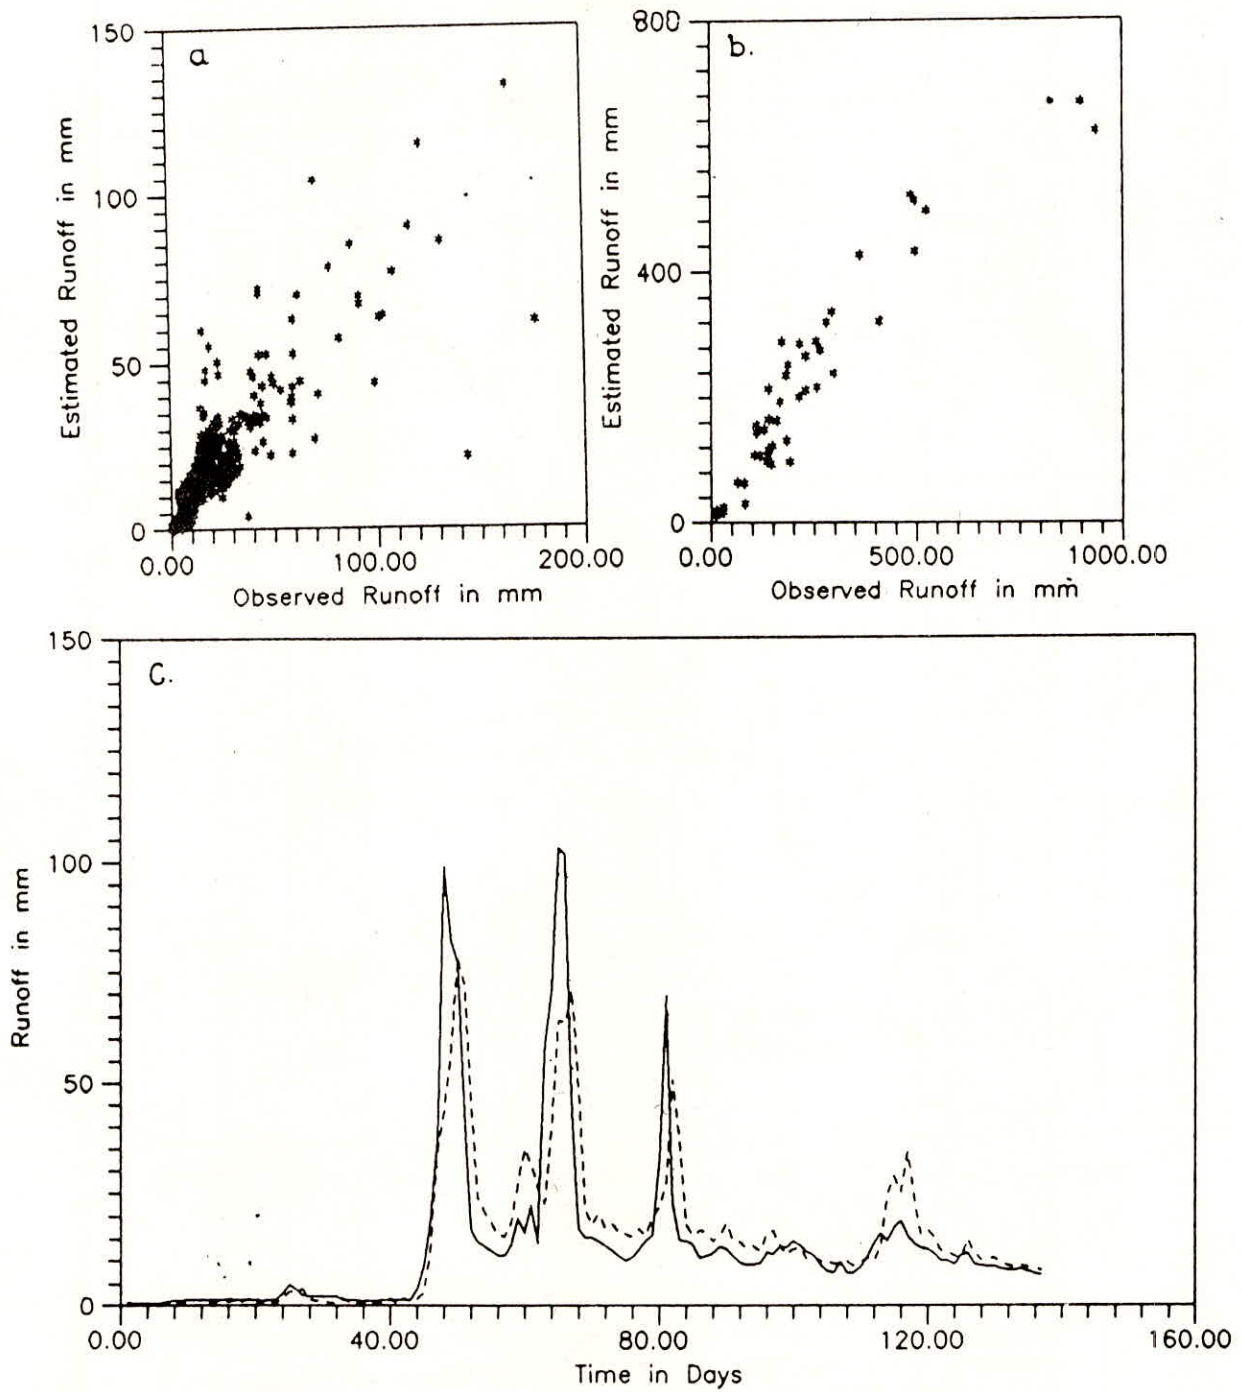 a
150
100
50
0
Estimated Runoff in mm
0.00 100.00 200.00
Observed Runoff in mm
b.
800
400
0
Estimated Runoff in mm
0.00 500.00 1000.00
Observed Runoff in mm
C.
150
100
50
0
Runoff in mm
0.00 40.00 80.00 120.00 160.00
Time in Days